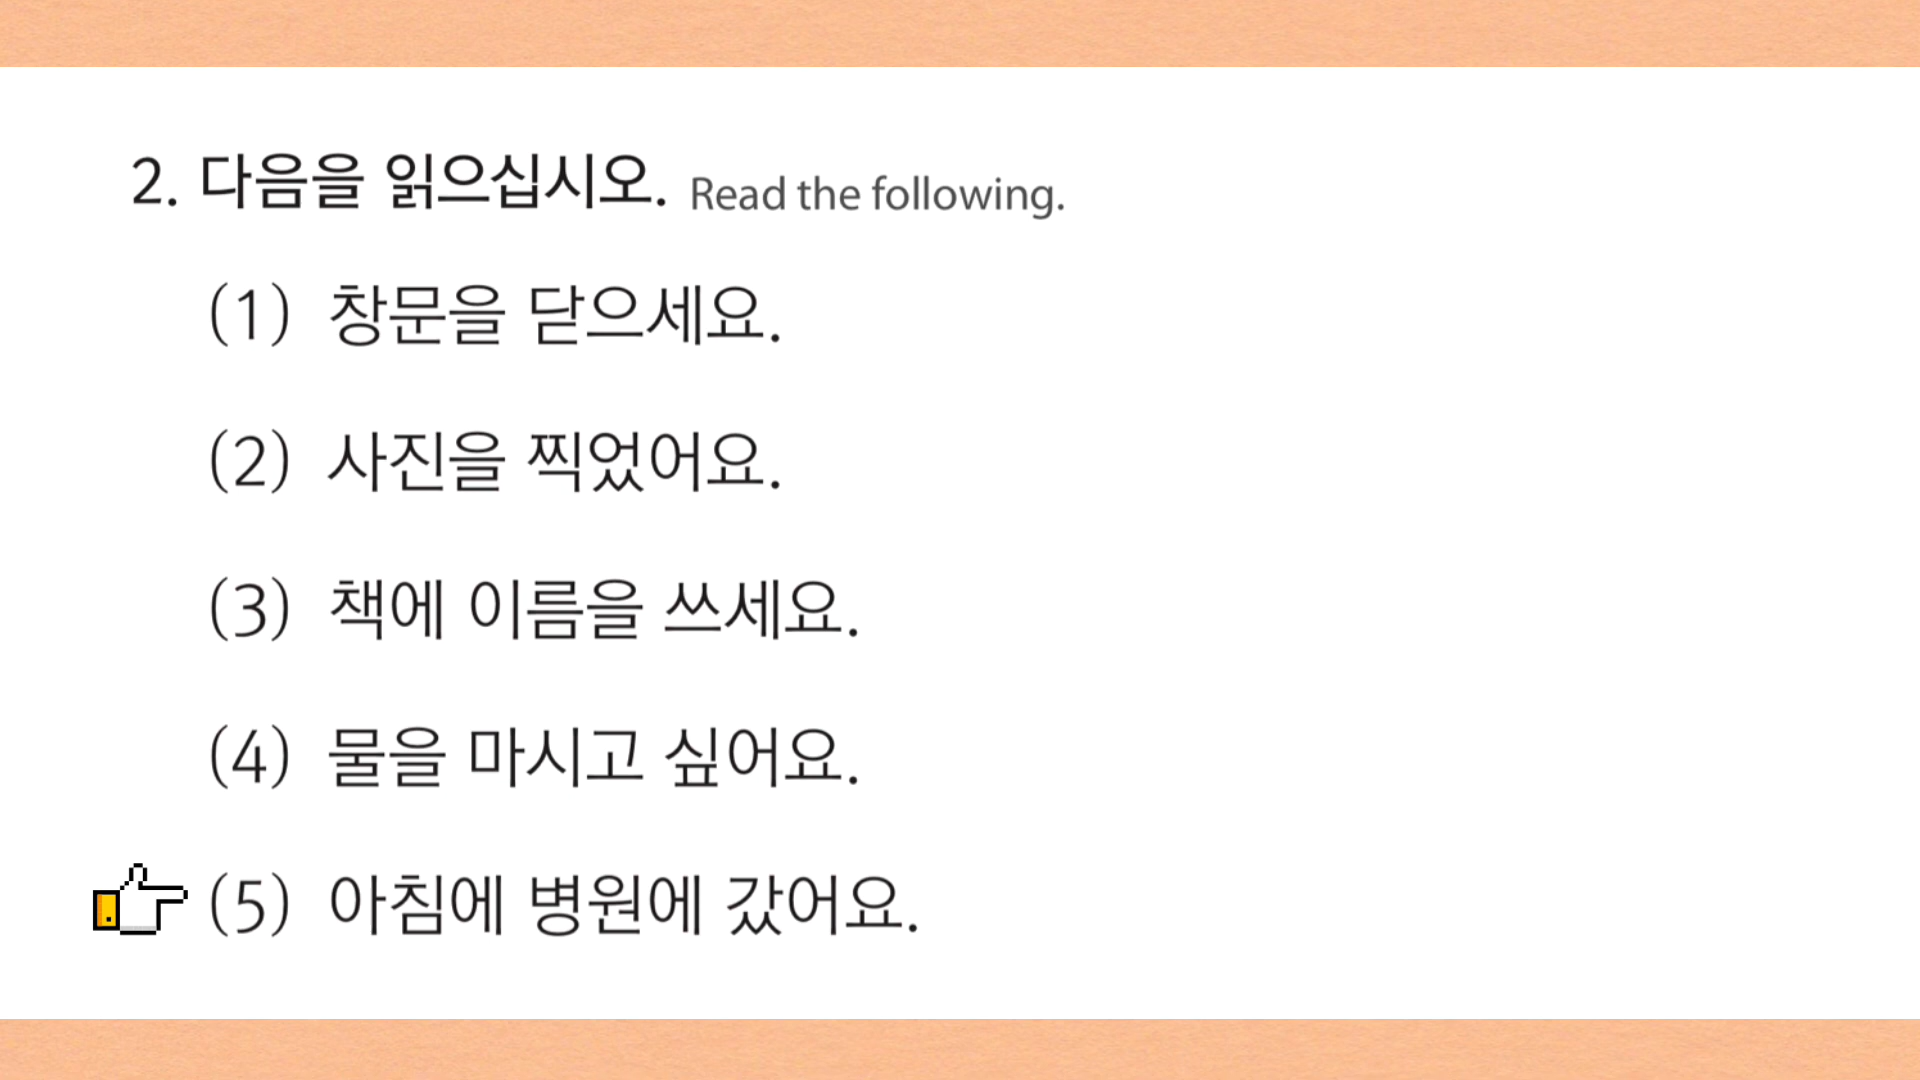 2. 다음을 읽으십시오. Read the following.
(1) 창문을 닫으세요.
(2) 사진을 찍었어요.
(3) 책에 이름을 쓰세요.
(4) 물을 마시고 싶어요.
(5) 아침에 병원에 갔어요.